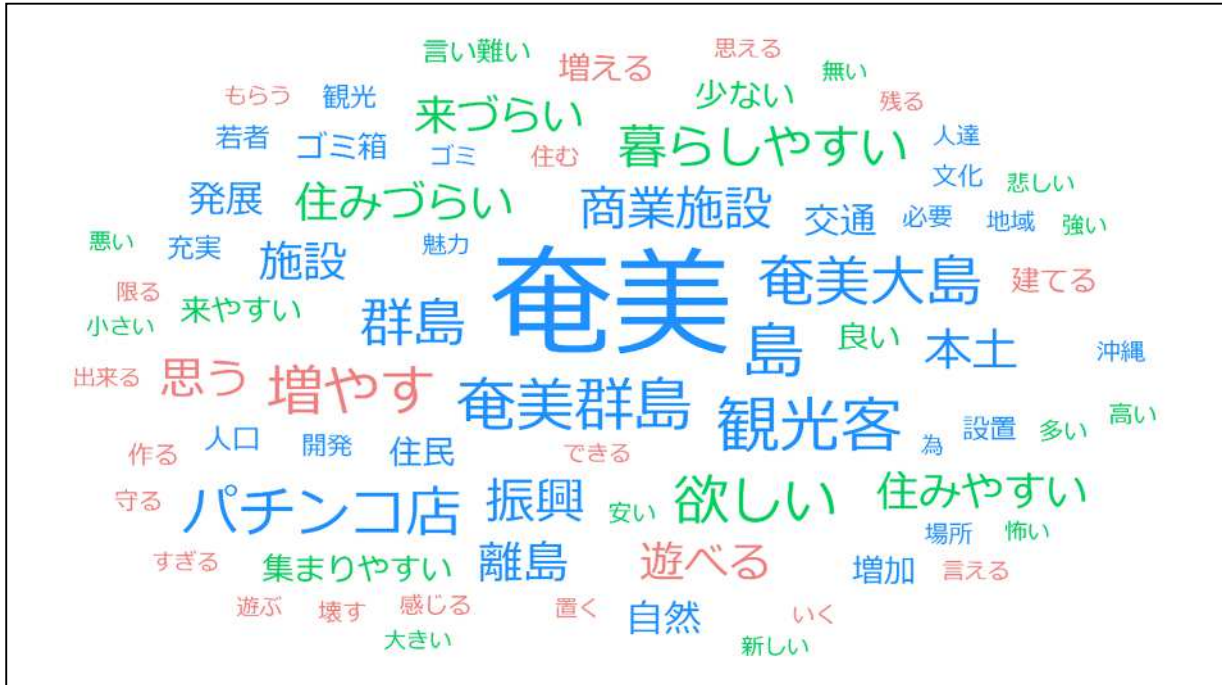 言い難い 増える 思える 無い
もらう 観光 来づらい 少ない 残る
若者 ゴミ箱 ゴミ 住む 暮らしやすい 人達
発展 住みづらい 商業施設 交通 文化 悲しい
必要 地域 強い
悪い 充実 施設 魅力 奄美 奄美大島 建てる
限る 来やすい 群島 島 良い 本土 沖縄
小さい
出来る 思う 増やす 奄美群島 観光客 設置 多い 高い
作る 人口 開発 住民 できる 為
守る パチンコ店 振興 安い 欲しい 住みやすい
場所 怖い
すぎる 集まりやすい 離島 遊べる 増加 言える
遊ぶ 壊す 感じる 置く 自然 いく
大きい 新しい